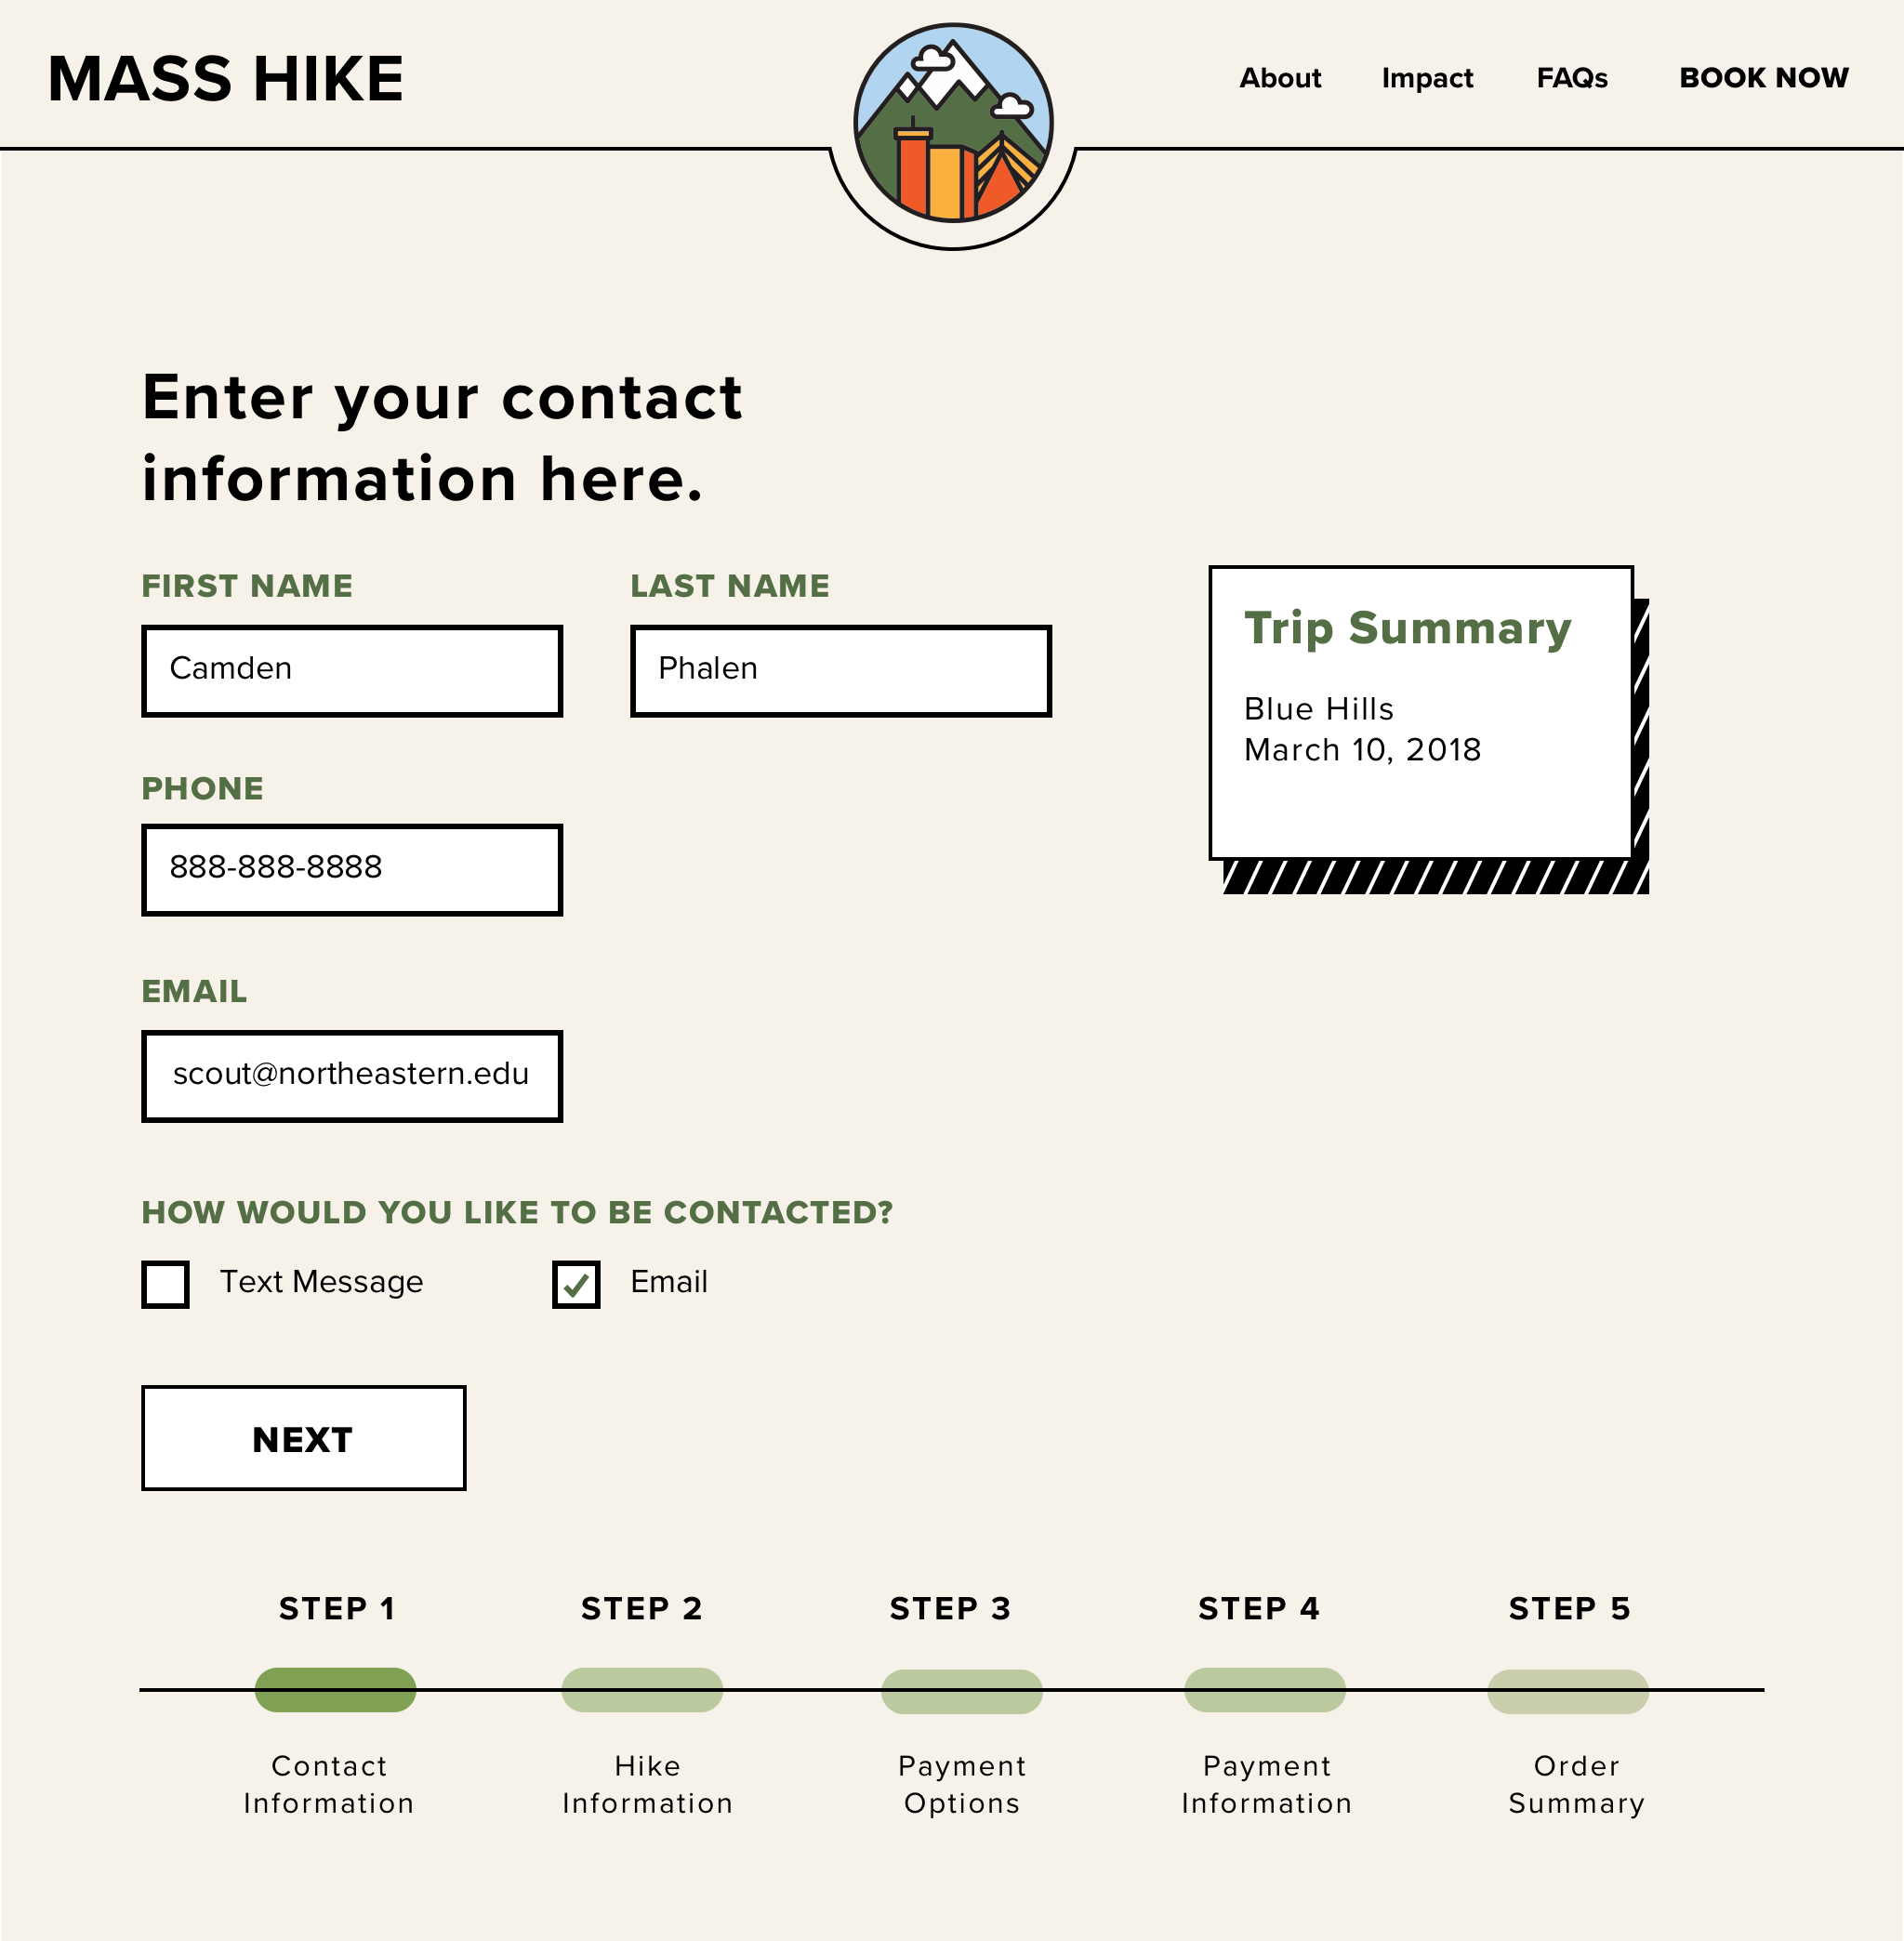 MASS HIKE
About Impact FAQs BOOK NOW
Enter your contact
information here.
FIRST NAME
Camden
LAST NAME
Phalen
PHONE
888-888-8888
EMAIL
scout@northeastern.edu
HOW WOULD YOU LIKE TO BE CONTACTED?
Text Message Email
NEXT
Trip Summary
Blue Hills
March 10, 2018
STEP 1
Contact
Information
STEP 2
Hike
Information
STEP 3
Payment
Options
STEP 4
Payment
Information
STEP 5
Order
Summary